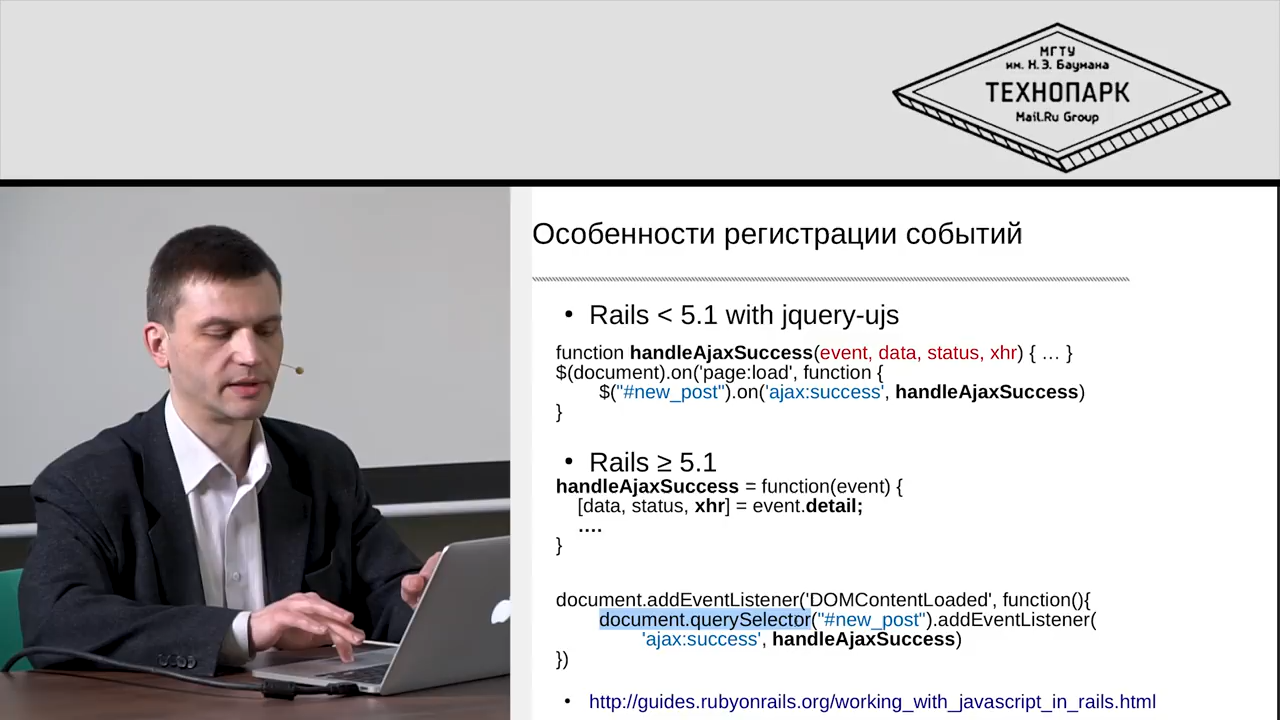 МГТУ
им. Н.Э. Баумана
ТЕХНОПАРК
Mail.Ru Group
Особенности регистрации событий
• Rails < 5.1 with jquery-ujs
function handleAjaxSuccess(event, data, status, xhr) { … }
$(document).on('page:load', function {
$("#new_post").on('ajax:success', handleAjaxSuccess)
}
• Rails ≥ 5.1
handleAjaxSuccess = function(event) {
[data, status, xhr] = event.detail;
....
}
document.addEventListener('DOMContentLoaded', function(){
document.querySelector("#new_post").addEventListener(
'ajax:success', handleAjaxSuccess)
})
• http://guides.rubyonrails.org/working_with_javascript_in_rails.html